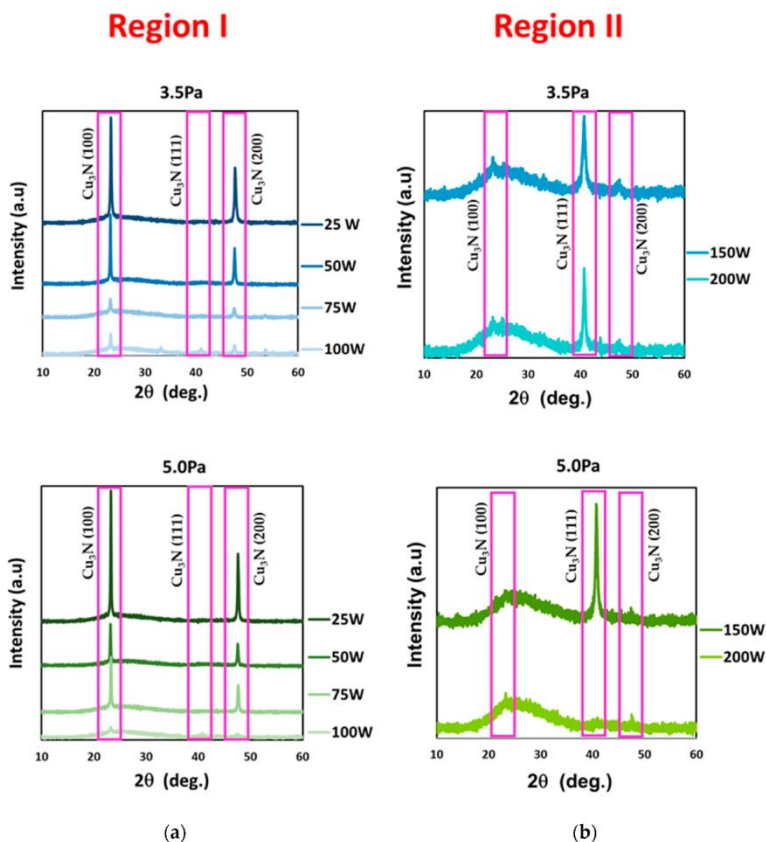 Region I
Region II
3.5Pa
Intensity (a.u)
Cu₃N (100)
Cu₃N (111)
Cu₃N (200)
25 W
50W
75W
100W
10 20 30 40 50 60
2θ (deg.)
3.5Pa
Intensity (a.u)
Cu₃N (100)
Cu₃N (111)
Cu₃N (200)
150W
200W
10 20 30 40 50 60
2θ (deg.)
5.0Pa
Intensity (a.u)
Cu₃N (100)
Cu₃N (111)
Cu₃N (200)
25W
50W
75W
100W
10 20 30 40 50 60
2θ (deg.)
5.0Pa
Intensity (a.u)
Cu₃N (100)
Cu₃N (111)
Cu₃N (200)
150W
200W
10 20 30 40 50 60
2θ (deg.)
(a)
(b)